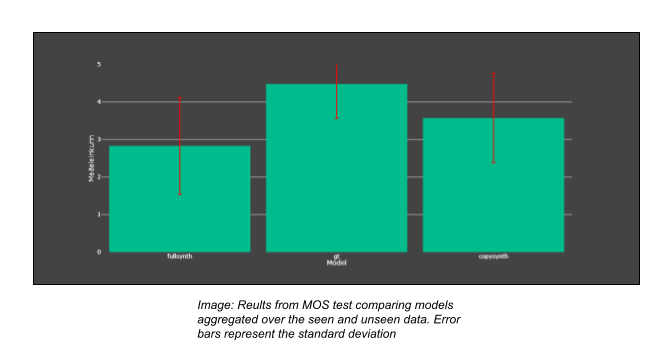 5
4
3
2
1
0
Meðaleinkunn
fullsynth gt copysynth
Model
Image: Reults from MOS test comparing models
aggregated over the seen and unseen data. Error
bars represent the standard deviation